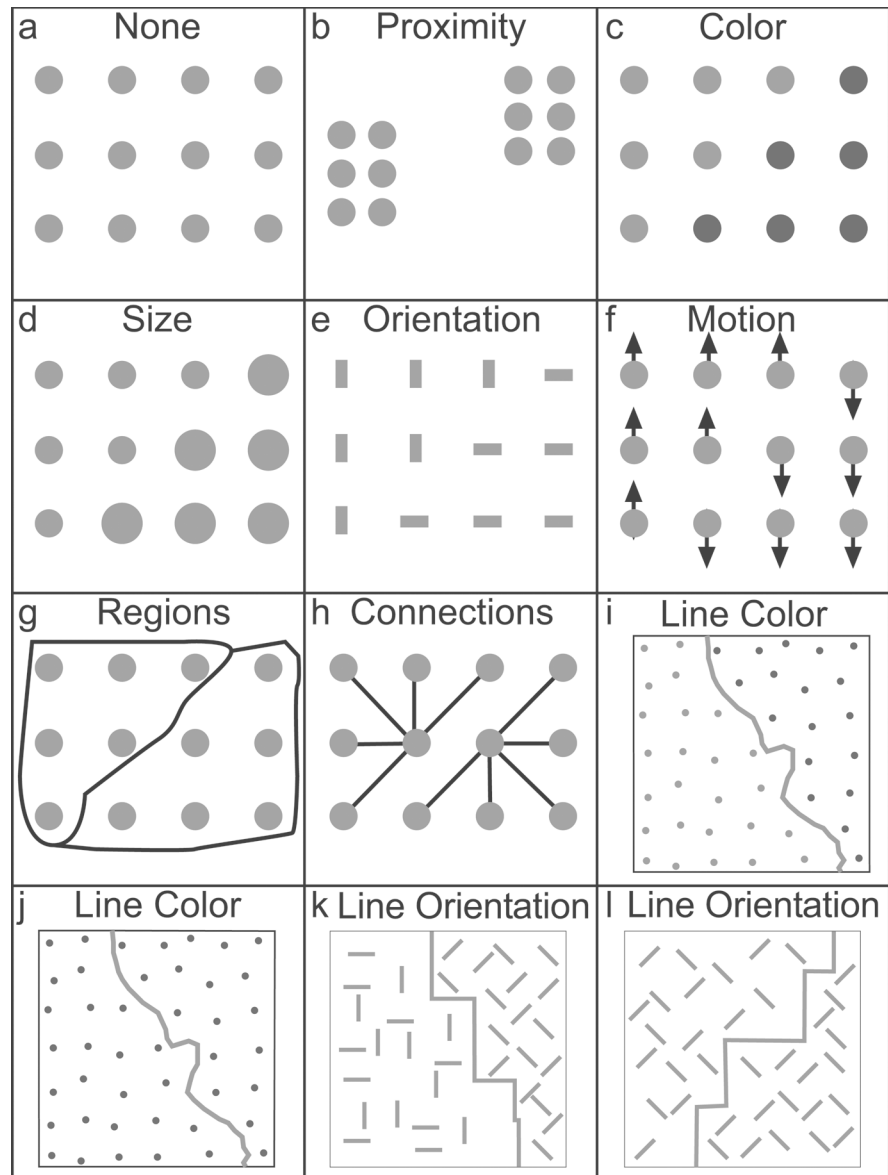 a None
b Proximity
c Color
d Size
e Orientation
f Motion
g Regions
h Connections
i Line Color
j Line Color
k Line Orientation
l Line Orientation